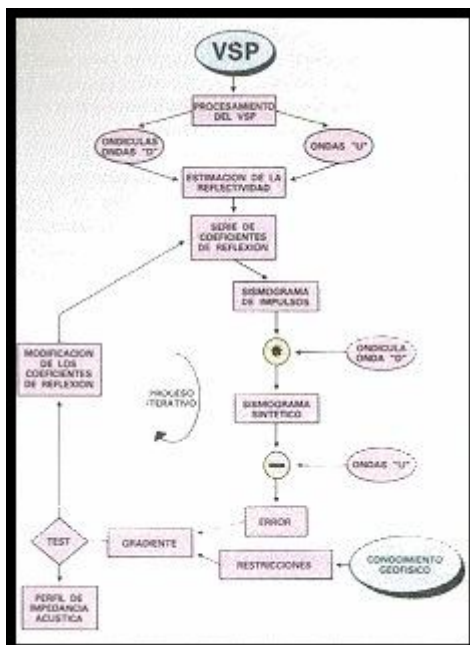 VSP
PROCESAMIENTO
DEL VSP
ONDICULAS
ONDAS "D"
ONDAS "U"
ESTIMACION DE LA
REFLECTIVIDAD
SERIE DE
COEFICIENTES
DE REFLEXION
SISMOGRAMA
DE IMPULSOS
MODIFICACION
DE LOS
COEFICIENTES
DE REFLEXION
ONDICULA
ONDA "D"
PROCESO
ITERATIVO
SISMOGRAMA
SINTETICO
ONDAS "U"
ERROR
TEST
GRADIENTE
RESTRICCIONES
CONOCIMIENTO
GEOFISICO
PERFIL DE
IMPEDANCIA
ACUSTICA